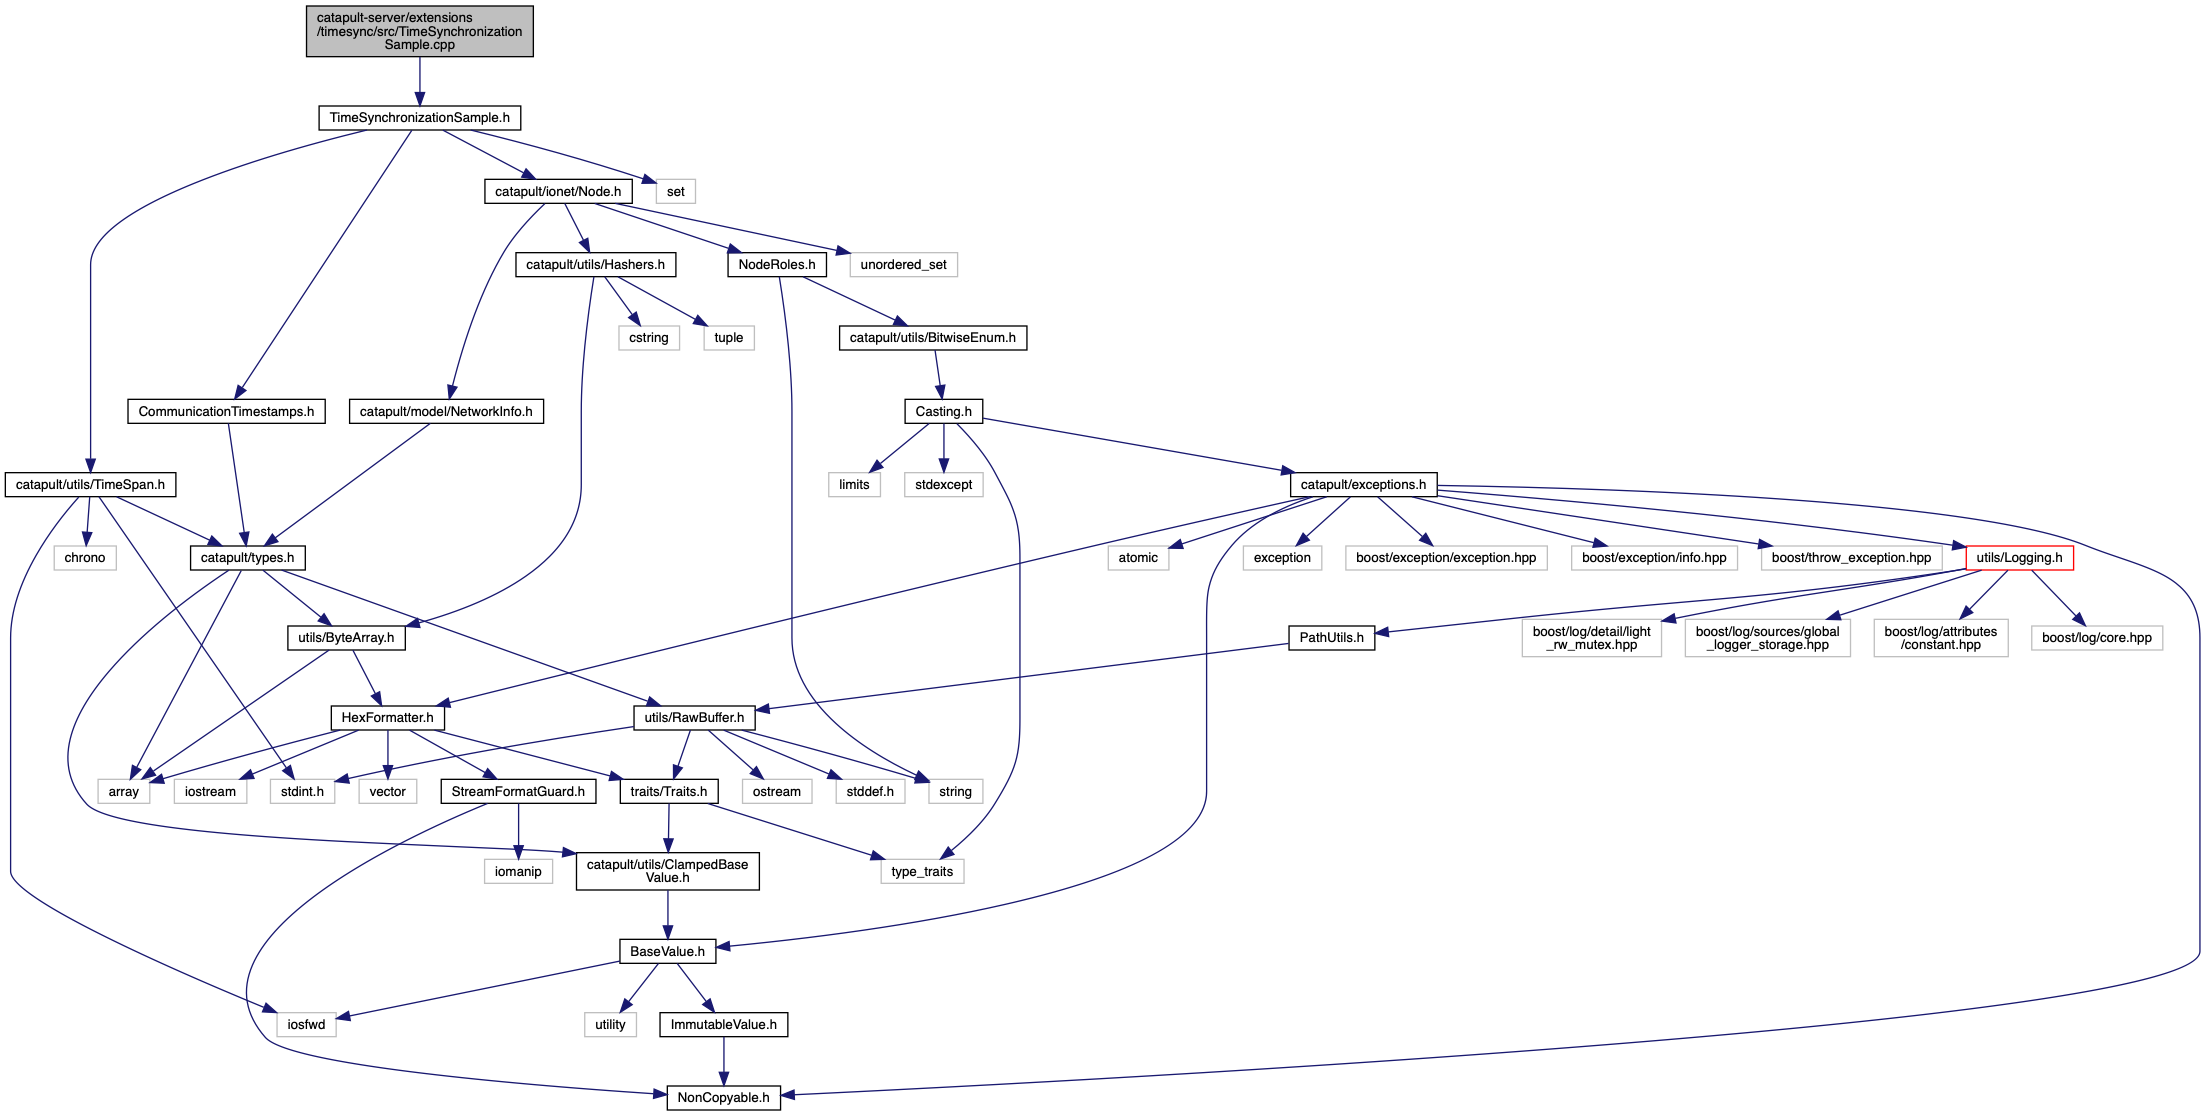 catapult-server/extensions
/timesync/src/TimeSynchronization
Sample.cpp
TimeSynchronizationSample.h
catapult/ionet/Node.h
set
catapult/utils/Hashers.h
NodeRoles.h
unordered_set
cstring
tuple
catapult/utils/BitwiseEnum.h
CommunicationTimestamps.h
catapult/model/NetworkInfo.h
Casting.h
catapult/utils/TimeSpan.h
limits
stdexcept
catapult/exceptions.h
chrono
catapult/types.h
atomic
exception
boost/exception/exception.hpp
boost/exception/info.hpp
boost/throw_exception.hpp
utils/Logging.h
utils/ByteArray.h
PathUtils.h
boost/log/detail/light
_rw_mutex.hpp
boost/log/sources/global
_logger_storage.hpp
boost/log/attributes
/constant.hpp
boost/log/core.hpp
HexFormatter.h
utils/RawBuffer.h
array
iostream
stdint.h
vector
StreamFormatGuard.h
traits/Traits.h
ostream
stddef.h
string
iomanip
catapult/utils/ClampedBase
Value.h
type_traits
BaseValue.h
iosfwd
utility
ImmutableValue.h
NonCopyable.h